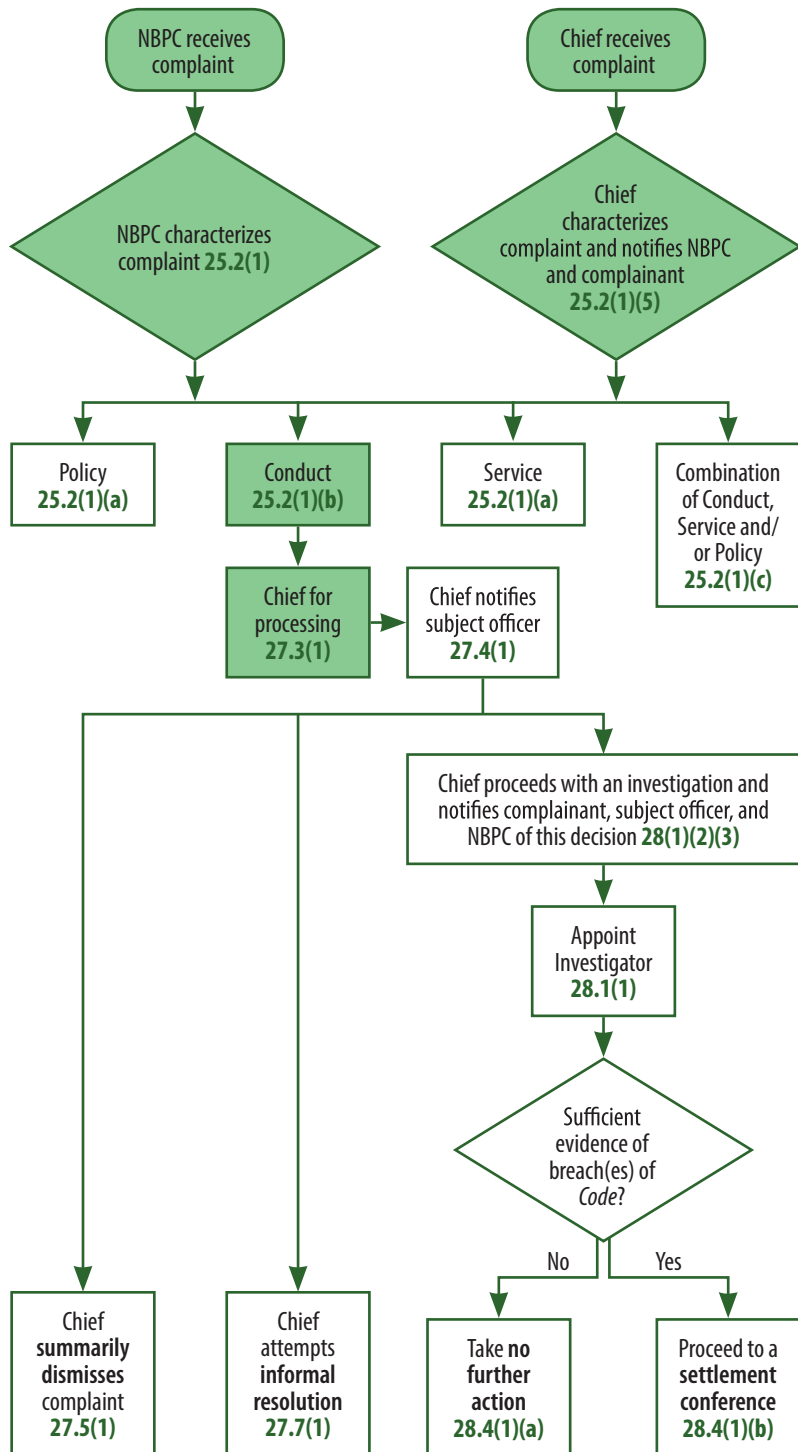 NBPC receives
complaint
Chief receives
complaint
NBPC characterizes
complaint 25.2(1)
Chief
characterizes
complaint and notifies NBPC
and complainant
25.2(1)(5)
Policy
25.2(1)(a)
Conduct
25.2(1)(b)
Service
25.2(1)(a)
Combination
of Conduct,
Service and/
or Policy
25.2(1)(c)
Chief for
processing
27.3(1)
Chief notifies
subject officer
27.4(1)
Chief proceeds with an investigation and
notifies complainant, subject officer, and
NBPC of this decision 28(1)(2)(3)
Appoint
Investigator
28.1(1)
Sufficient
evidence of
breach(es) of
Code?
No
Yes
Chief
summarily
dismisses
complaint
27.5(1)
Chief
attempts
informal
resolution
27.7(1)
Take no
further
action
28.4(1)(a)
Proceed to a
settlement
conference
28.4(1)(b)